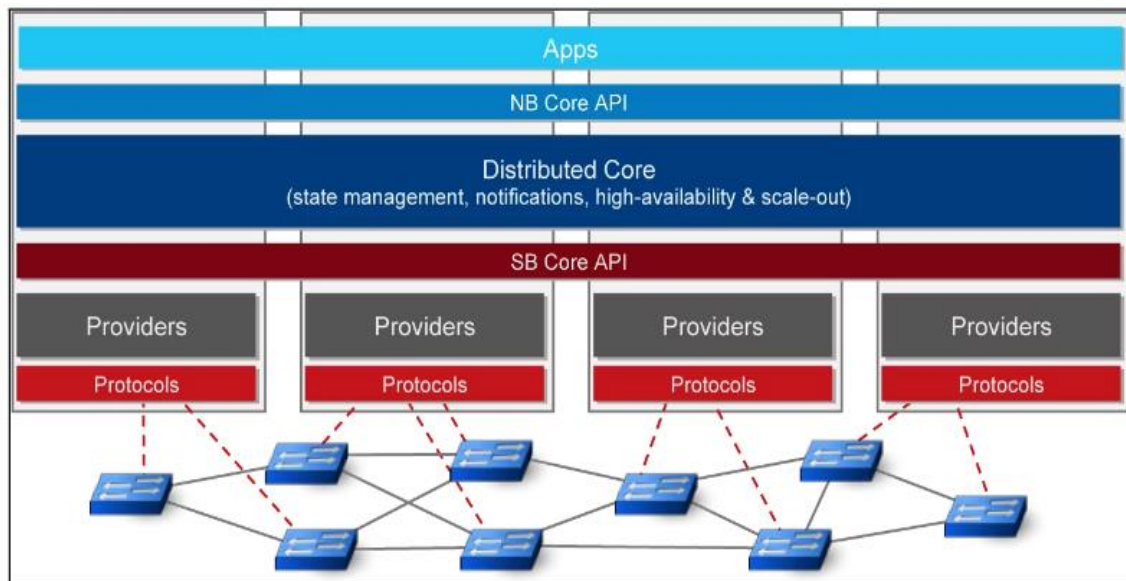 Apps
NB Core API
Distributed Core
(state management, notifications, high-availability & scale-out)
SB Core API
Providers
Providers
Providers
Providers
Protocols
Protocols
Protocols
Protocols